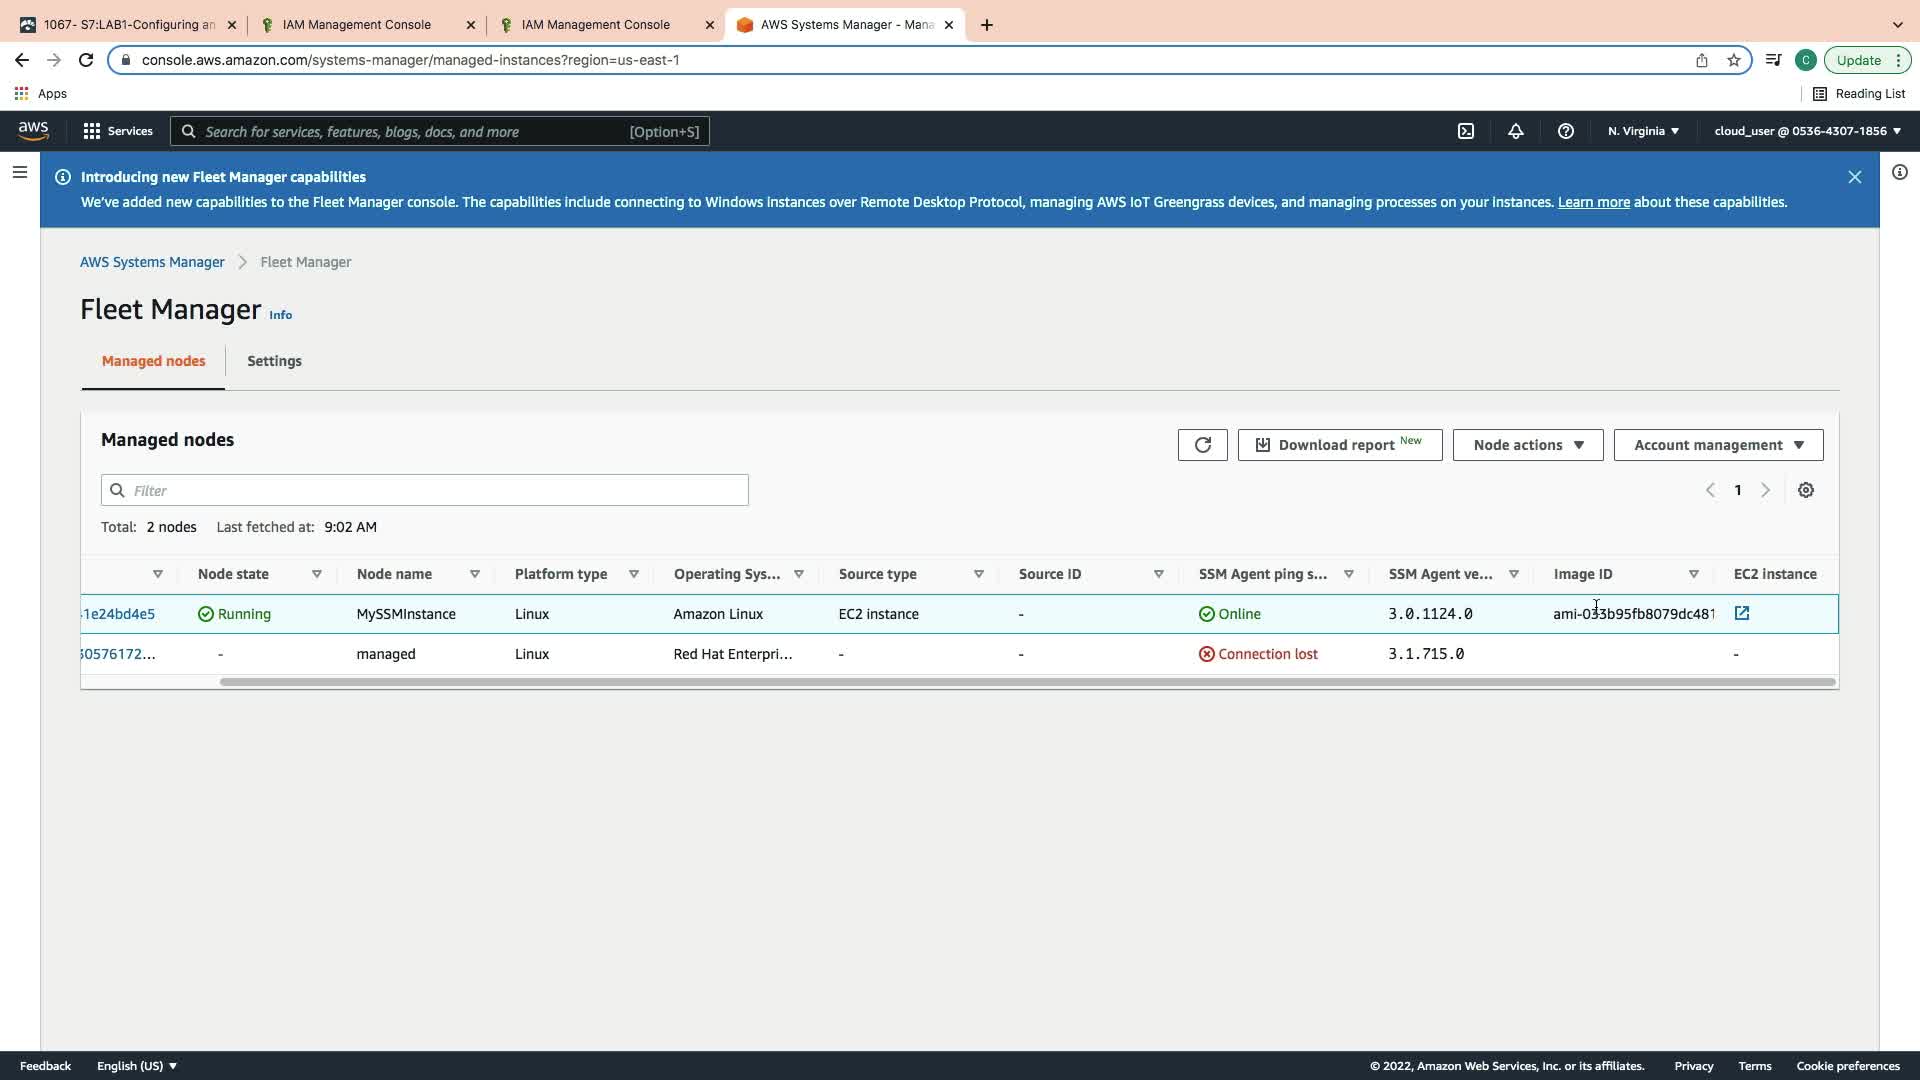 1067- S7:LAB1-Configuring an
IAM Management Console
IAM Management Console
AWS Systems Manager - Mana
console.aws.amazon.com/systems-manager/managed-instances?region=us-east-1
C
Update
Apps
Reading List
aws
Services
Search for services, features, blogs, docs, and more
[Option+S]
N. Virginia
cloud_user @ 0536-4307-1856
Introducing new Fleet Manager capabilities
We've added new capabilities to the Fleet Manager console. The capabilities include connecting to Windows instances over Remote Desktop Protocol, managing AWS IoT Greengrass devices, and managing processes on your instances. Learn more about these capabilities.
AWS Systems Manager > Fleet Manager
Fleet Manager Info
Managed nodes
Settings
Managed nodes
Download report New
Node actions
Account management
Filter
1
Total: 2 nodes Last fetched at: 9:02 AM
Node state Node name Platform type Operating Sys... Source type Source ID SSM Agent ping s... SSM Agent ve... Image ID EC2 instance
1e24bd4e5 Running MySSMInstance Linux Amazon Linux EC2 instance - Online 3.0.1124.0 ami-033b95fb8079dc481
30576172... - managed Linux Red Hat Enterpri... - - Connection lost 3.1.715.0 -
Feedback English (US)
© 2022, Amazon Web Services, Inc. or its affiliates. Privacy Terms Cookie preferences